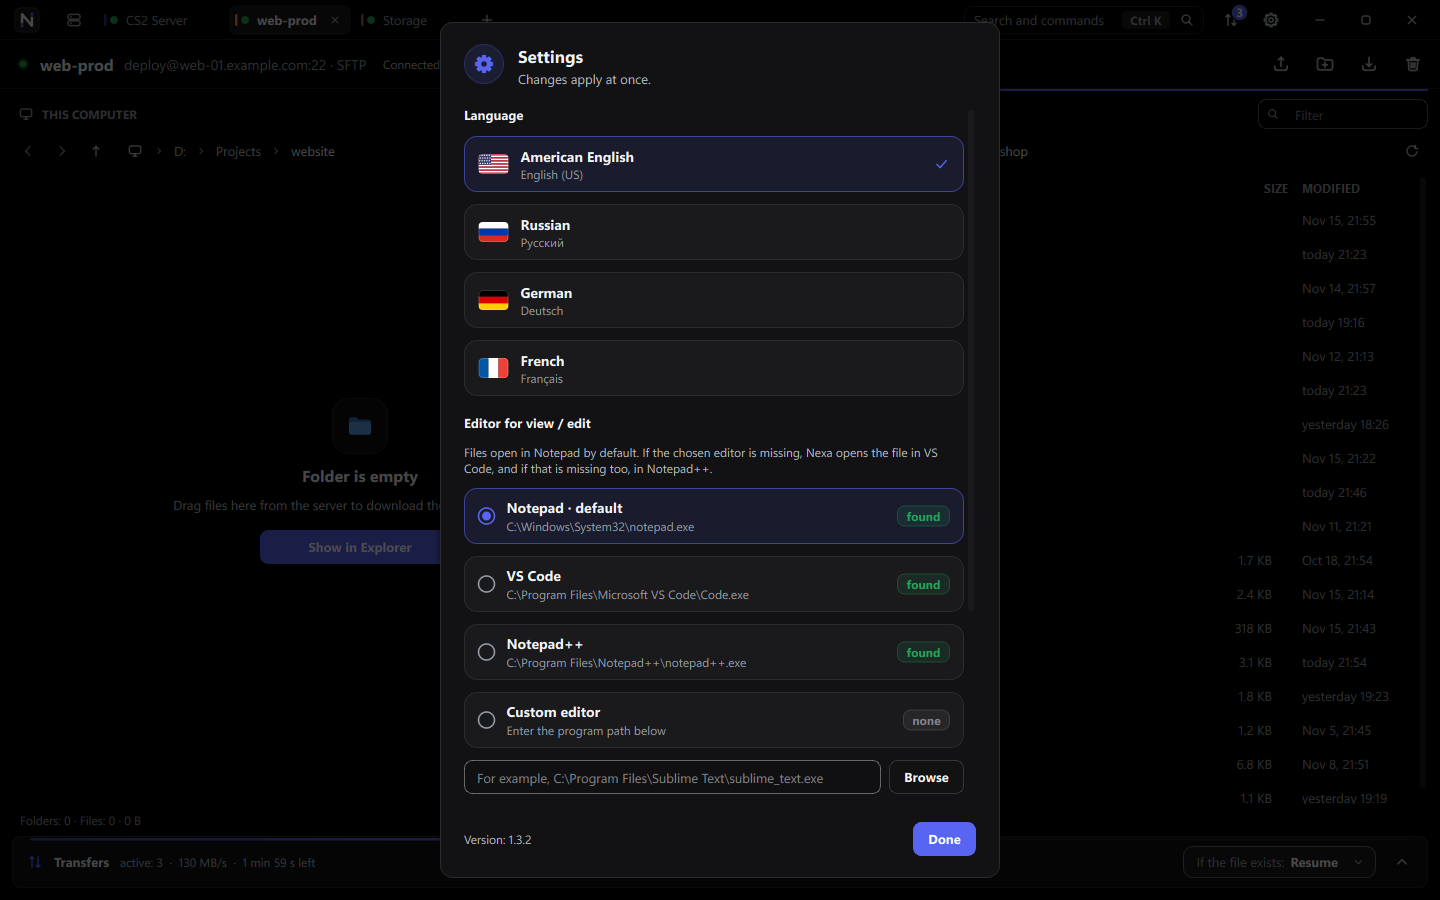 N
CS2 Server
web-prod
Storage
Search and commands
Ctrl K
3
web-prod
deploy@web-01.example.com:22 · SFTP
Connected
THIS COMPUTER
D:
Projects
website
Folder is empty
Drag files here from the server to download
Show in Explorer
Folders: 0 · Files: 0 · 0 B
Settings
Changes apply at once.
Language
American English
English (US)
Russian
Русский
German
Deutsch
French
Français
Editor for view / edit
Files open in Notepad by default. If the chosen editor is missing, Nexa opens the file in VS
Code, and if that is missing too, in Notepad++.
Notepad · default
C:\Windows\System32\notepad.exe
found
VS Code
C:\Program Files\Microsoft VS Code\Code.exe
found
Notepad++
C:\Program Files\Notepad++\notepad++.exe
found
Custom editor
Enter the program path below
none
For example, C:\Program Files\Sublime Text\sublime_text.exe
Browse
Version: 1.3.2
Done
Filter
shop
SIZE MODIFIED
Nov 15, 21:55
today 21:23
Nov 14, 21:57
today 19:16
Nov 12, 21:13
today 21:23
yesterday 18:26
Nov 15, 21:22
today 21:46
Nov 11, 21:21
1.7 KB Oct 18, 21:54
2.4 KB Nov 15, 21:14
318 KB Nov 15, 21:43
3.1 KB today 21:54
1.8 KB yesterday 19:23
1.2 KB Nov 5, 21:45
6.8 KB Nov 8, 21:51
1.1 KB yesterday 19:19
Transfers
active: 3 · 130 MB/s · 1 min 59 s left
If the file exists: Resume